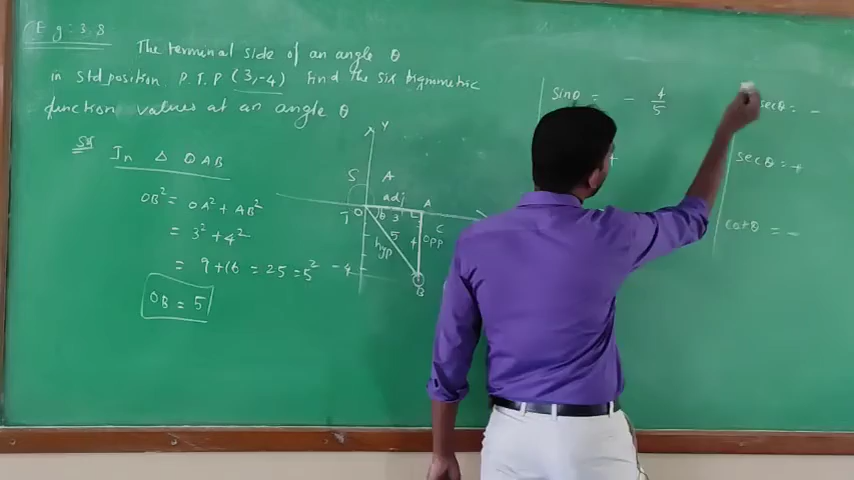 Eg: 3.8
The terminal side of an angle θ
in std position P.T.P (3,-4) find the six trignmetric
function values at an angle θ
Sol
In Δ OAB
OB² = OA² + AB²
= 3² + 4²
= 9 + 16 = 25 = 5²
OB = 5
Y
S A
adj
O θ 3 L A
T C
5 4 opp
hyp
-4
B
sinθ = - 4/5
+
secθ = -
secθ = +
cotθ = -